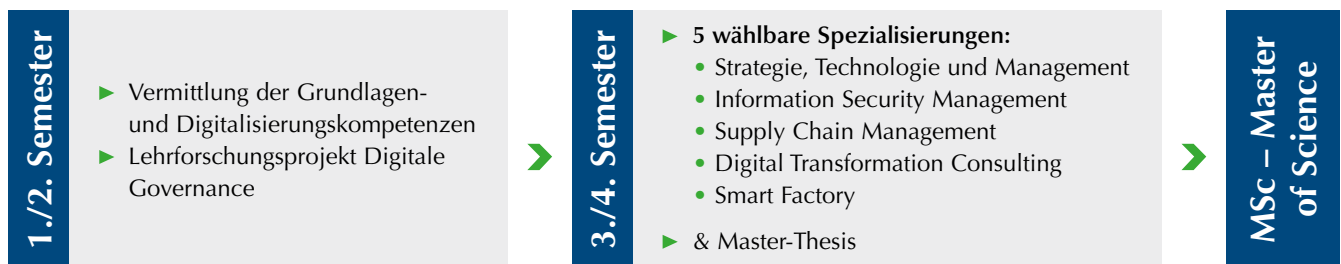 1./2. Semester
► Vermittlung der Grundlagen-
und Digitalisierungskompetenzen
► Lehrforschungsprojekt Digitale
Governance
3./4. Semester
► 5 wählbare Spezialisierungen:
• Strategie, Technologie und Management
• Information Security Management
• Supply Chain Management
• Digital Transformation Consulting
• Smart Factory
► & Master-Thesis
MSc – Master
of Science